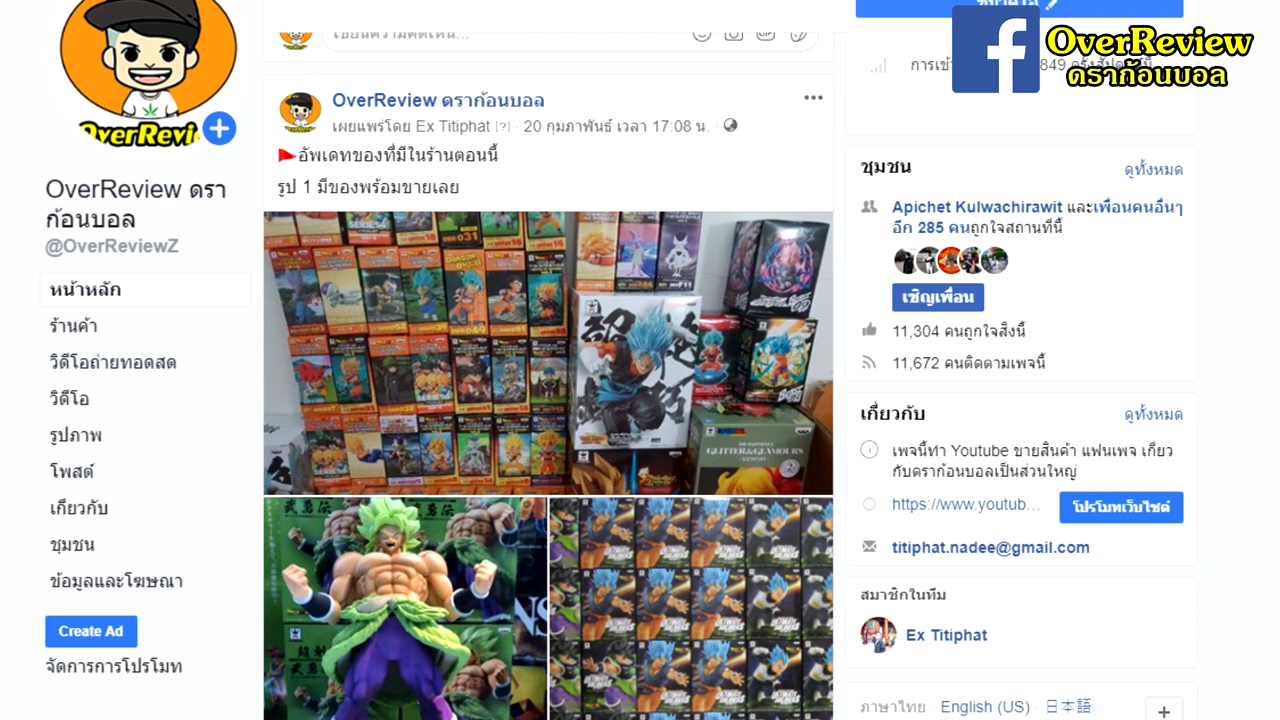 OverReview
ดราก้อนบอล
เขียนความคิดเห็น...
OverReview ดราก้อนบอล
เผยแพร่โดย Ex Titiphat [?] · 20 กุมภาพันธ์ เวลา 17:08 น. ·
อัพเดทของที่มีในร้านตอนนี้
รูป 1 มีของพร้อมขายเลย
OverReview ดรา
ก้อนบอล
@OverReviewZ
หน้าหลัก
ร้านค้า
วิดีโอถ่ายทอดสด
วิดีโอ
รูปภาพ
โพสต์
เกี่ยวกับ
ชุมชน
ข้อมูลและโฆษณา
Create Ad
จัดการการโปรโมท
GLITTER&GLAMOURS
ชุมชน
ดูทั้งหมด
Apichet Kulwachirawit และเพื่อนคนอื่นๆ
อีก 285 คนถูกใจสถานที่นี้
เชิญเพื่อน
11,304 คนถูกใจสิ่งนี้
11,672 คนติดตามเพจนี้
เกี่ยวกับ
ดูทั้งหมด
เพจนี้ทำ Youtube ขายสินค้า แฟนเพจ เกี่ยว
กับดราก้อนบอลเป็นส่วนใหญ่
https://www.youtub...
โปรโมทเว็บไซต์
titiphat.nadee@gmail.com
สมาชิกในทีม
Ex Titiphat
ภาษาไทย · English (US) · 日本語 ·